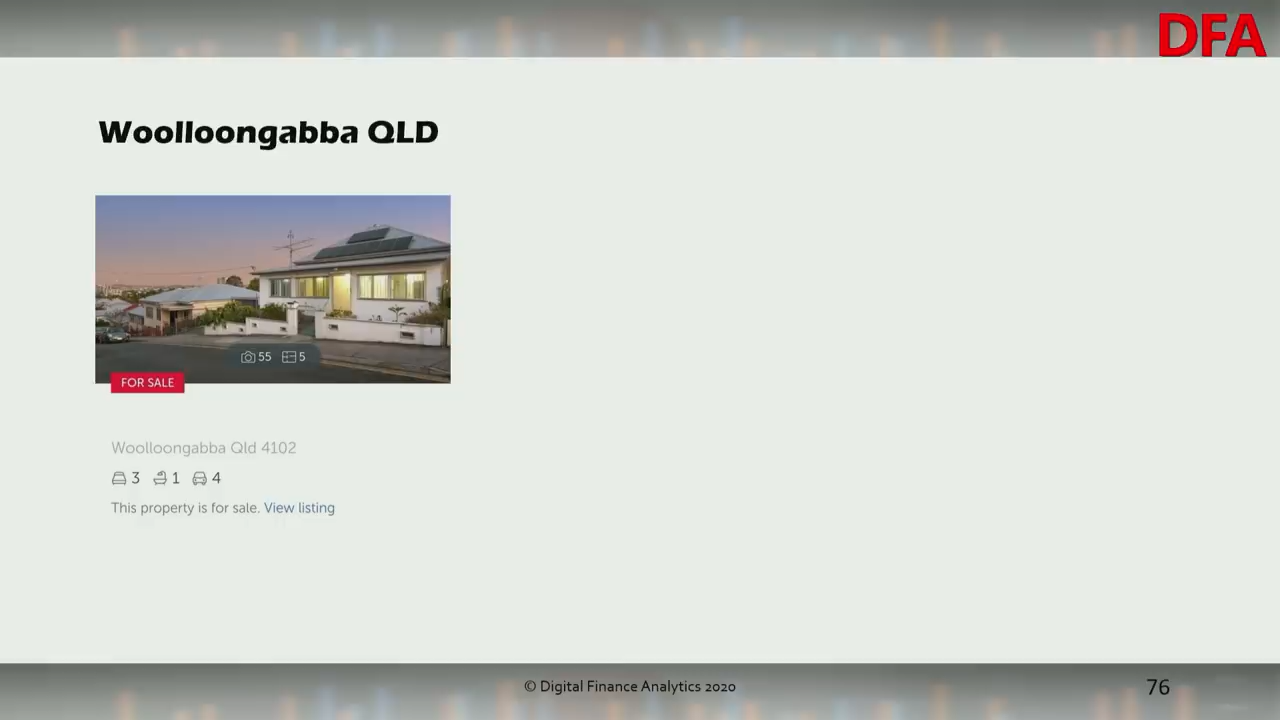 DFA
Woolloongabba QLD
55 5
FOR SALE
Woolloongabba Qld 4102
3 1 4
This property is for sale. View listing
© Digital Finance Analytics 2020
76